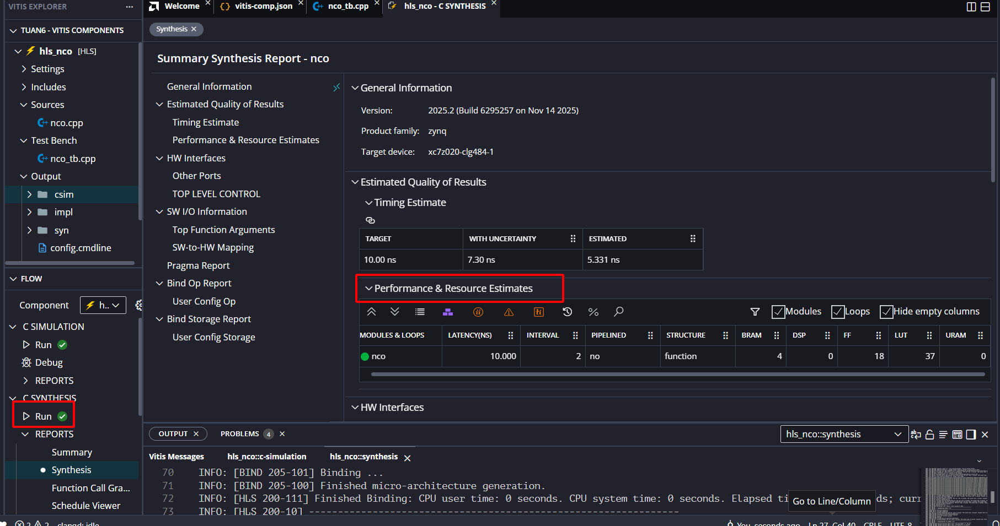 VITIS EXPLORER
TUAN6 - VITIS COMPONENTS
hls_nco [HLS]
Settings
Includes
Sources
nco.cpp
Test Bench
nco_tb.cpp
Output
csim
impl
syn
config.cmdline
FLOW
Component h..
C SIMULATION
Run
Debug
REPORTS
C SYNTHESIS
Run
REPORTS
Summary
Synthesis
Function Call Gra...
Schedule Viewer
Welcome
vitis-comp.json
nco_tb.cpp
hls_nco - C SYNTHESIS
Synthesis
Summary Synthesis Report - nco
General Information
Estimated Quality of Results
Timing Estimate
Performance & Resource Estimates
HW Interfaces
Other Ports
TOP LEVEL CONTROL
SW I/O Information
Top Function Arguments
SW-to-HW Mapping
Pragma Report
Bind Op Report
User Config Op
Bind Storage Report
User Config Storage
General Information
Version: 2025.2 (Build 6295257 on Nov 14 2025)
Product family: zynq
Target device: xc7z020-clg484-1
Estimated Quality of Results
Timing Estimate
TARGET WITH UNCERTAINTY ESTIMATED
10.00 ns 7.30 ns 5.331 ns
Performance & Resource Estimates
Modules Loops Hide empty columns
MODULES & LOOPS LATENCY(NS) INTERVAL PIPELINED STRUCTURE BRAM DSP FF LUT URAM
nco 10.000 2 no function 4 0 18 37 0
HW Interfaces
OUTPUT PROBLEMS 4
hls_nco::synthesis
Vitis Messages hls_nco::c-simulation hls_nco::synthesis
70 INFO: [BIND 205-101] Binding ...
71 INFO: [BIND 205-100] Finished micro-architecture generation.
72 INFO: [HLS 200-111] Finished Binding: CPU user time: 0 seconds. CPU system time: 0 seconds. Elapsed ti ds; curr
73 INFO: [HLS 200-10] ----------------------------------------------------------------
Go to Line/Column
2 2 clangd: idle
You, seconds ago Ln 27, Col 40 CRLF UTF-8